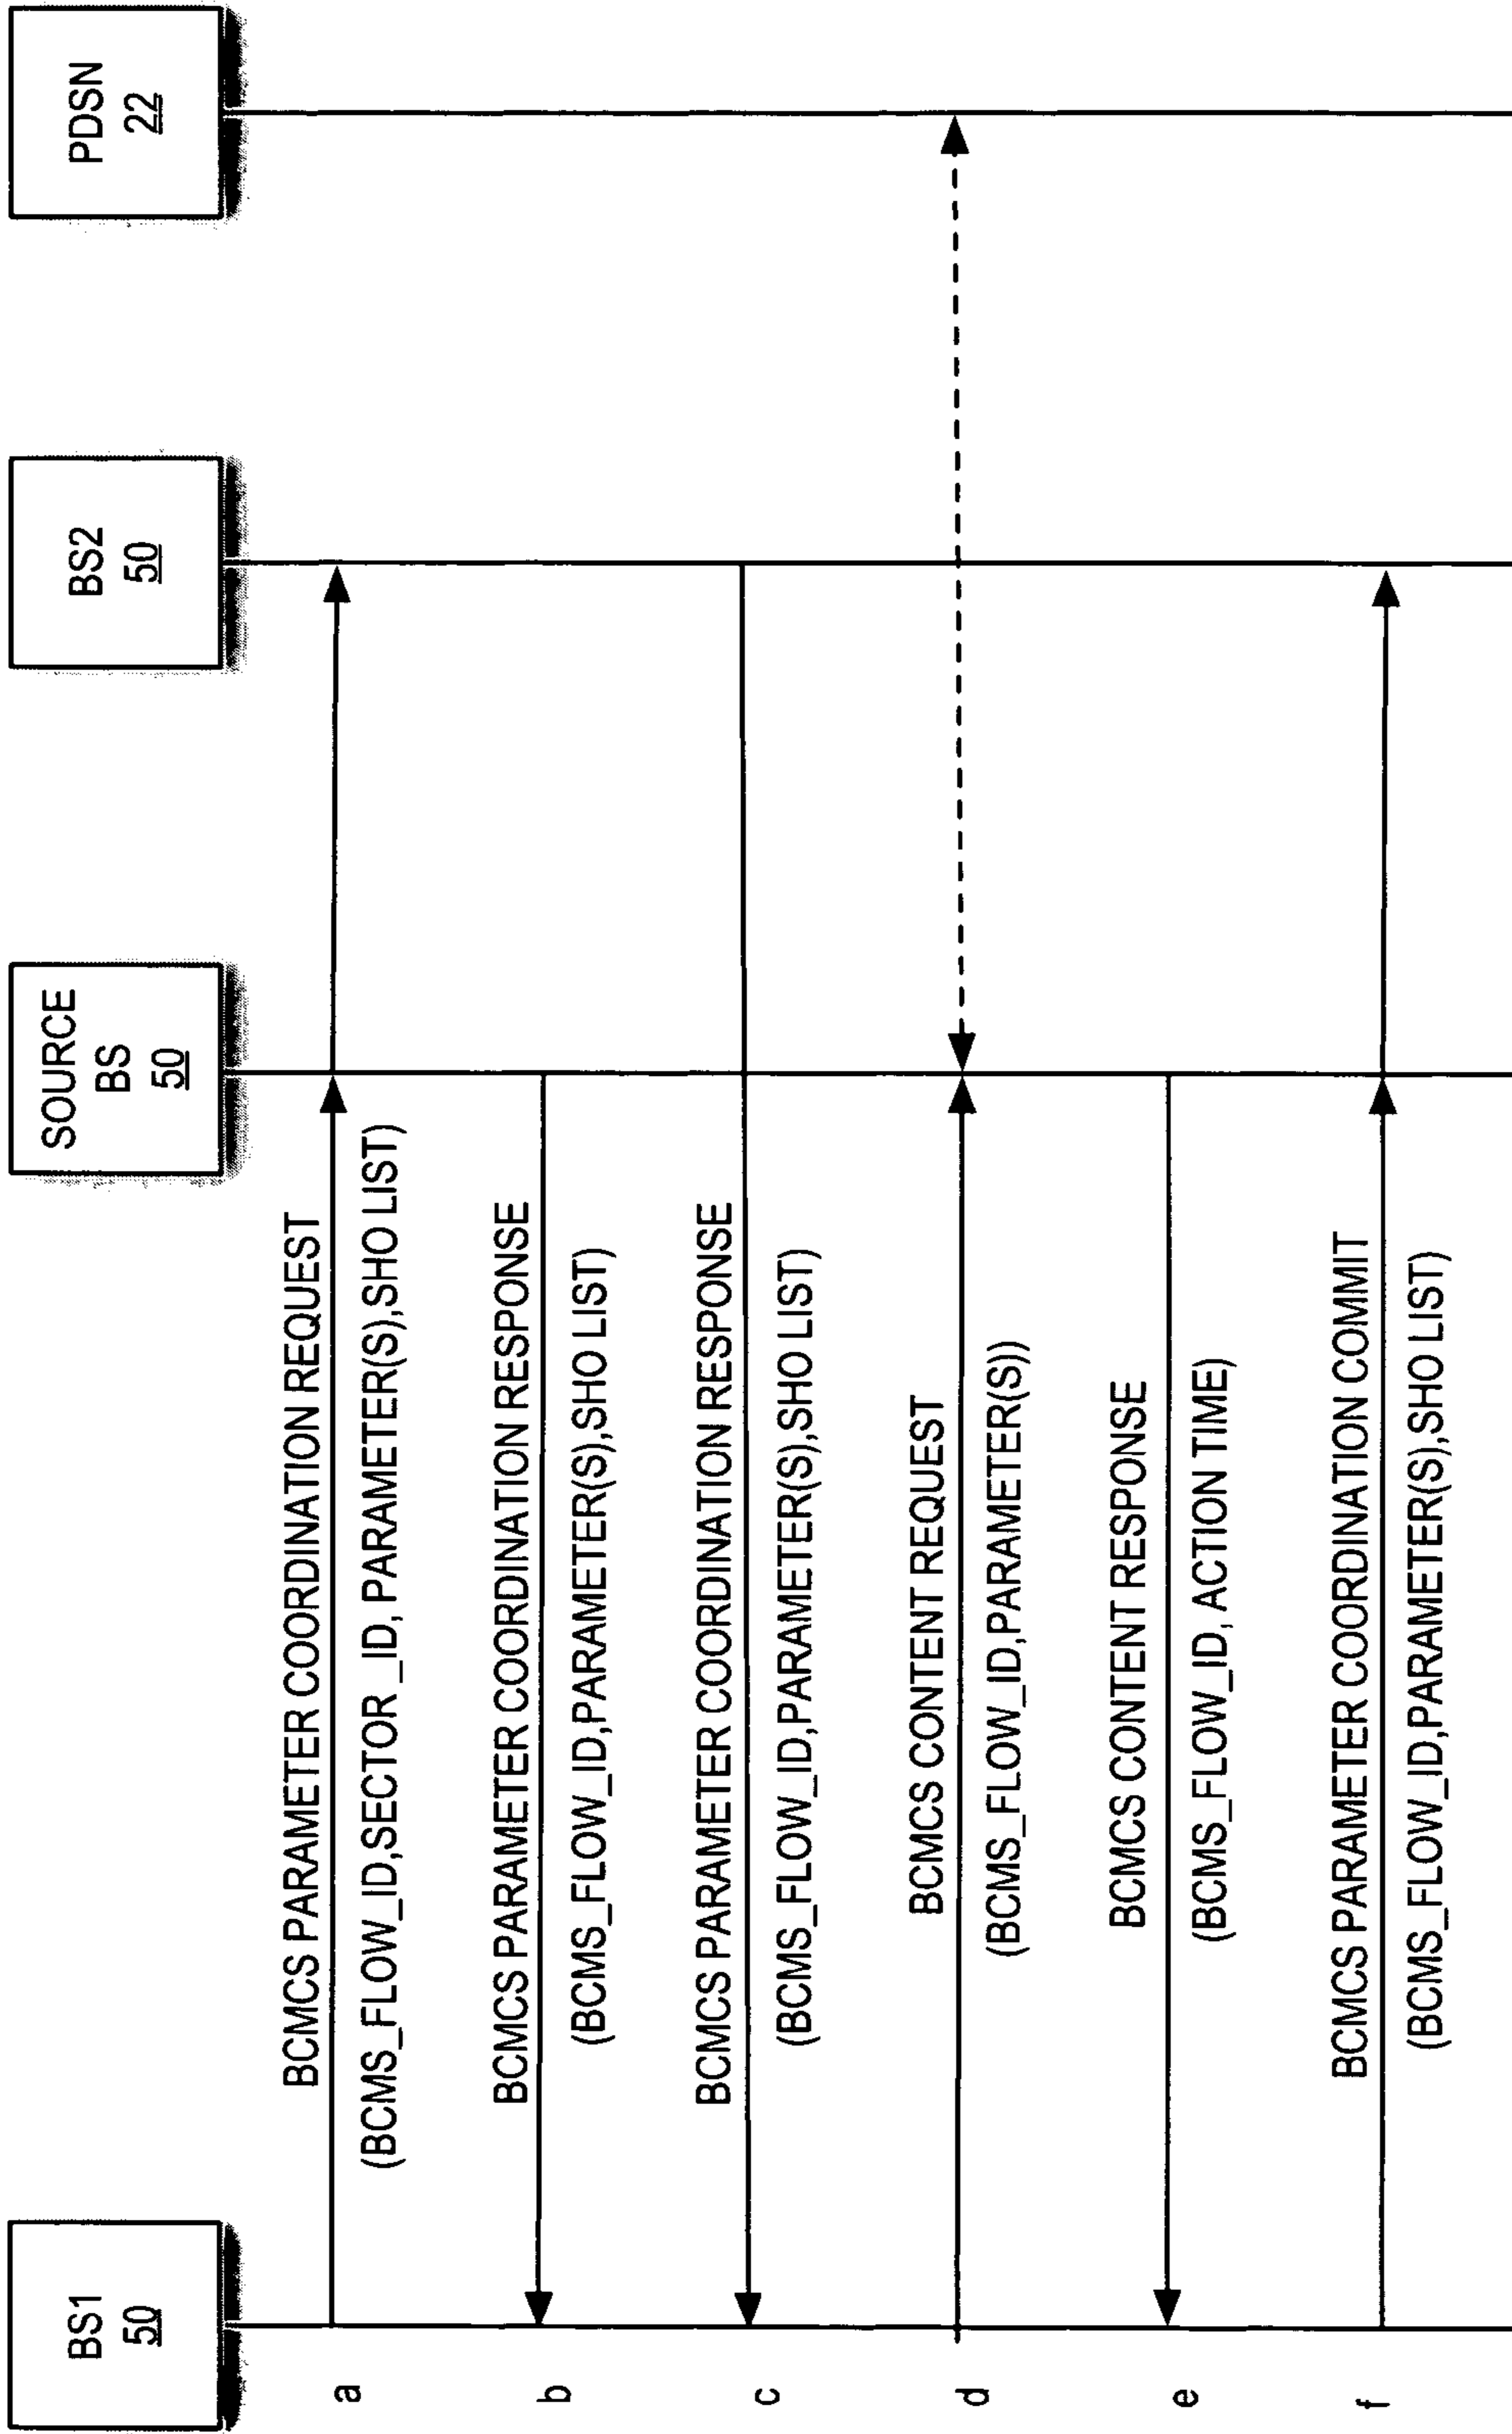 BS1
50
SOURCE
BS
50
BS2
50
PDSN
22
a
BCMCS PARAMETER COORDINATION REQUEST
(BCMS_FLOW_ID,SECTOR _ID, PARAMETER(S),SHO LIST)
b
BCMCS PARAMETER COORDINATION RESPONSE
(BCMS_FLOW_ID,PARAMETER(S),SHO LIST)
c
BCMCS PARAMETER COORDINATION RESPONSE
(BCMS_FLOW_ID,PARAMETER(S),SHO LIST)
d
BCMCS CONTENT REQUEST
(BCMS_FLOW_ID,PARAMETER(S))
e
BCMCS CONTENT RESPONSE
(BCMS_FLOW_ID, ACTION TIME)
f
BCMCS PARAMETER COORDINATION COMMIT
(BCMS_FLOW_ID,PARAMETER(S),SHO LIST)